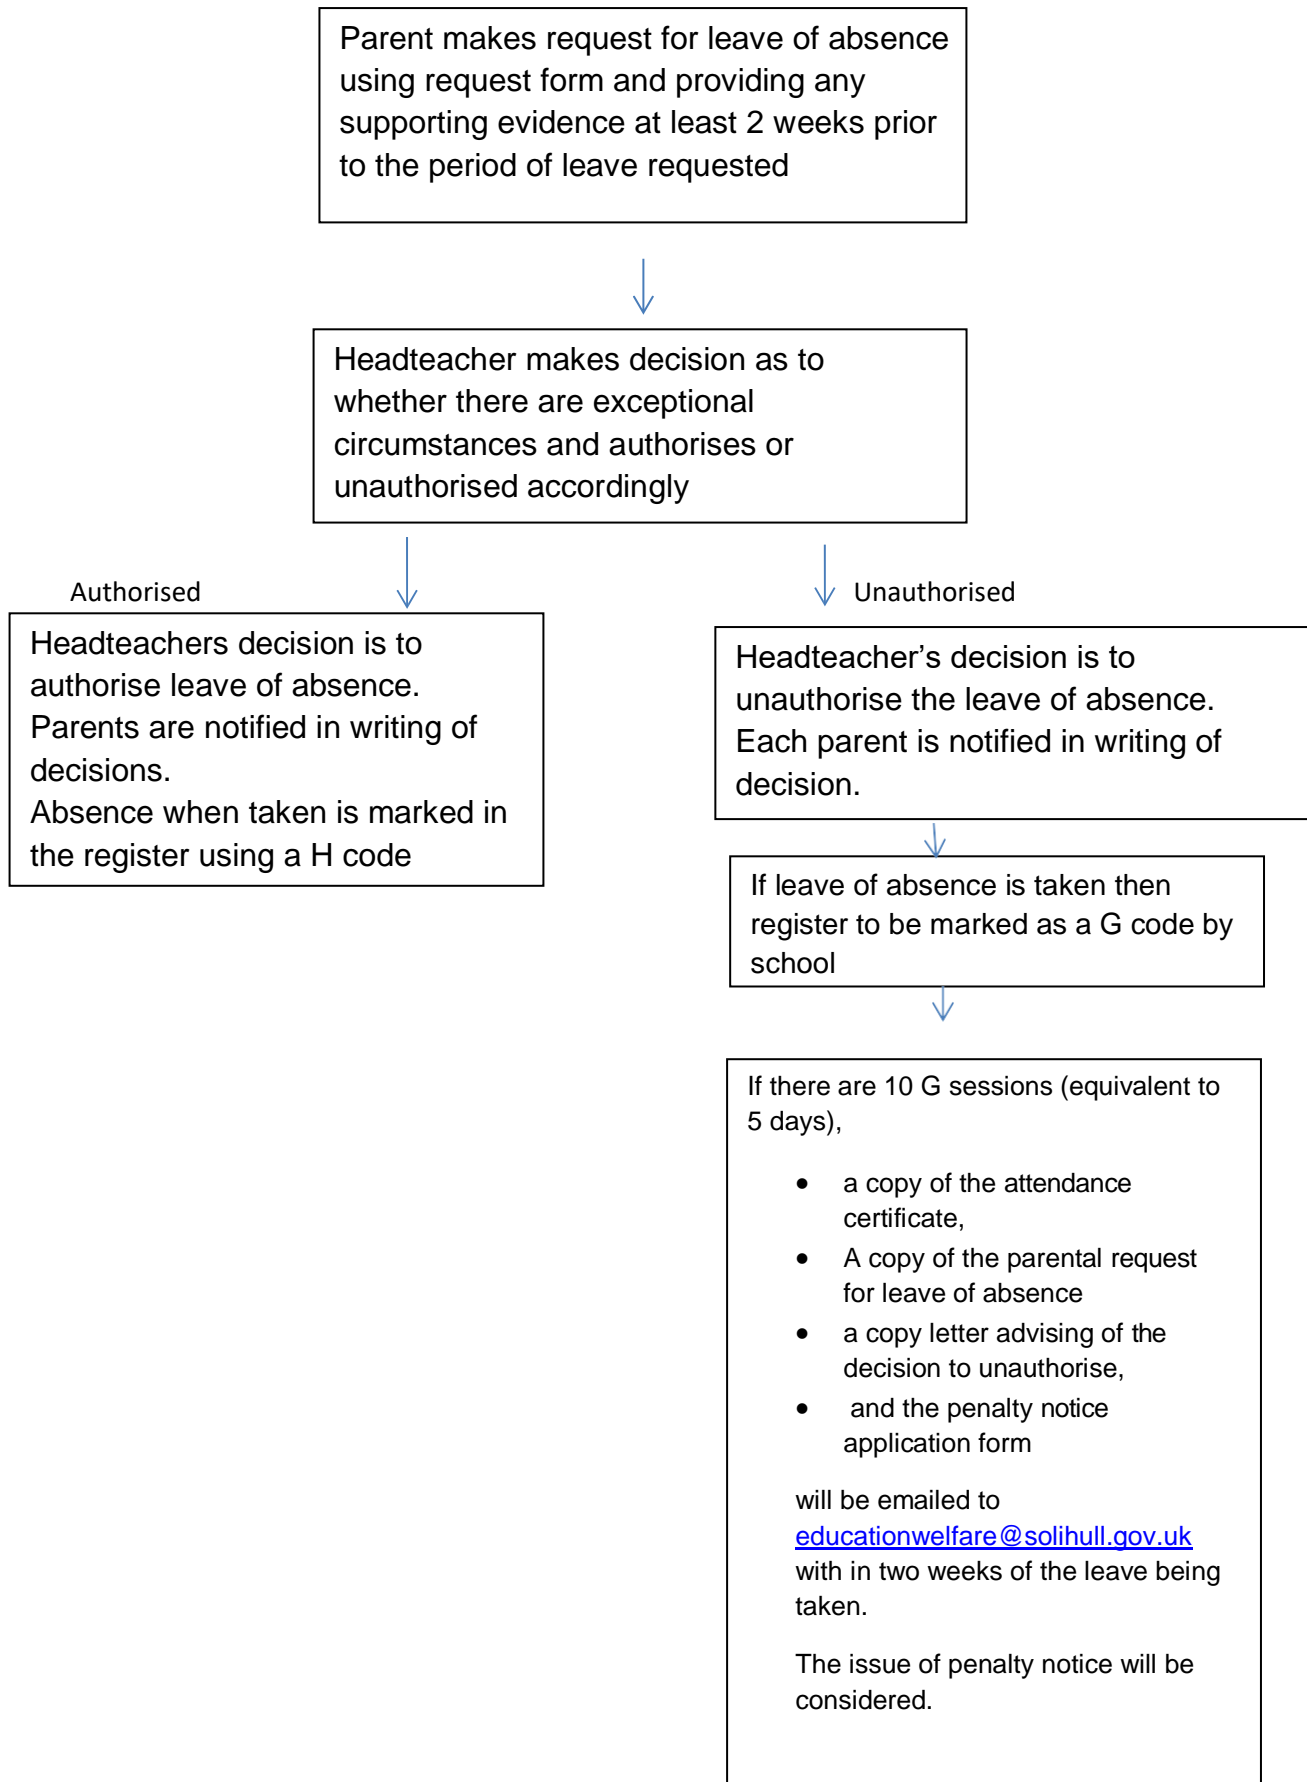 Parent makes request for leave of absence
using request form and providing any
supporting evidence at least 2 weeks prior
to the period of leave requested
Headteacher makes decision as to
whether there are exceptional
circumstances and authorises or
unauthorised accordingly
Authorised
Headteachers decision is to
authorise leave of absence.
Parents are notified in writing of
decisions.
Absence when taken is marked in
the register using a H code
Unauthorised
Headteacher’s decision is to
unauthorise the leave of absence.
Each parent is notified in writing of
decision.
If leave of absence is taken then
register to be marked as a G code by
school
If there are 10 G sessions (equivalent to
5 days),
• a copy of the attendance
certificate,
• A copy of the parental request
for leave of absence
• a copy letter advising of the
decision to unauthorise,
• and the penalty notice
application form
will be emailed to
educationwelfare@solihull.gov.uk
with in two weeks of the leave being
taken.
The issue of penalty notice will be
considered.